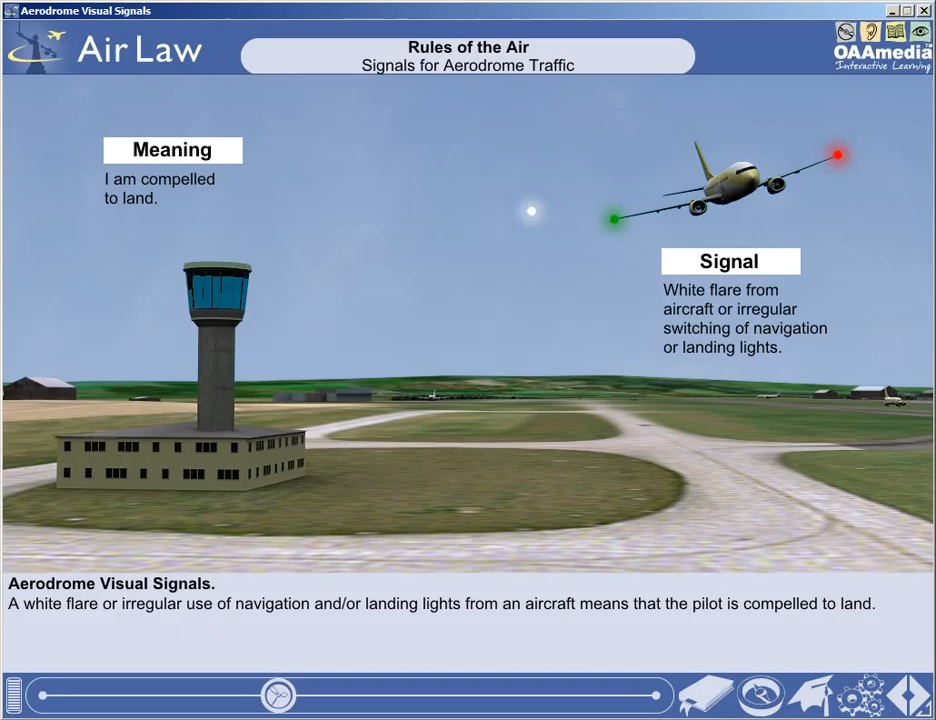 Aerodrome Visual Signals
Air Law
Rules of the Air
Signals for Aerodrome Traffic
OAAmedia
Interactive Learning
Meaning
I am compelled
to land.
Signal
White flare from
aircraft or irregular
switching of navigation
or landing lights.
Aerodrome Visual Signals.
A white flare or irregular use of navigation and/or landing lights from an aircraft means that the pilot is compelled to land.